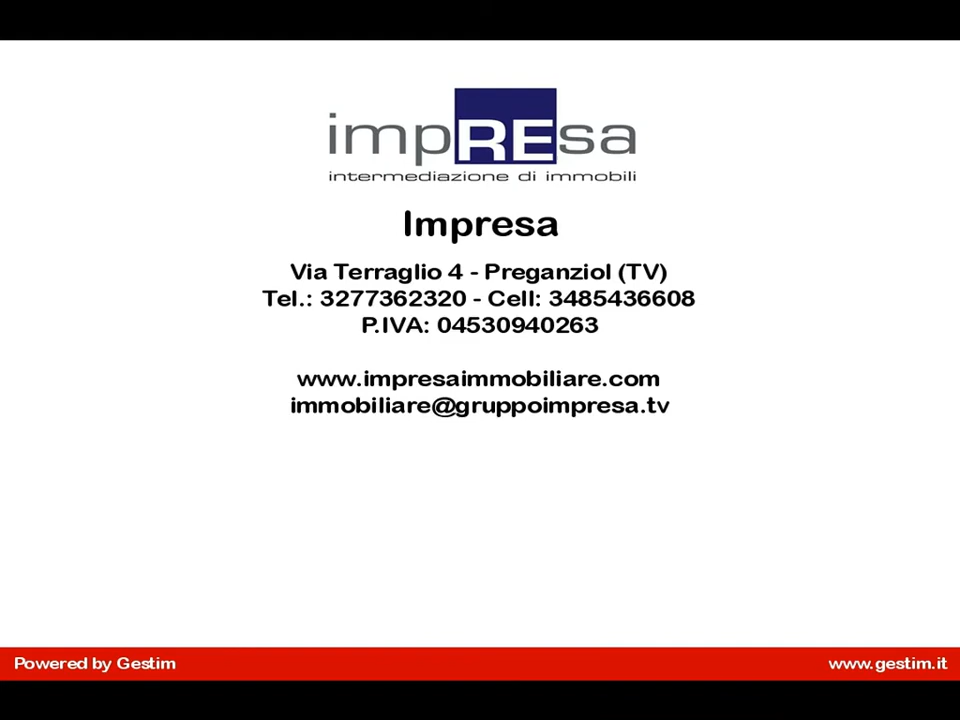 impREsa
intermediazione di immobili
Impresa
Via Terraglio 4 - Preganziol (TV)
Tel.: 3277362320 - Cell: 3485436608
P.IVA: 04530940263
www.impresaimmobiliare.com
immobiliare@gruppoimpresa.tv
Powered by Gestim
www.gestim.it